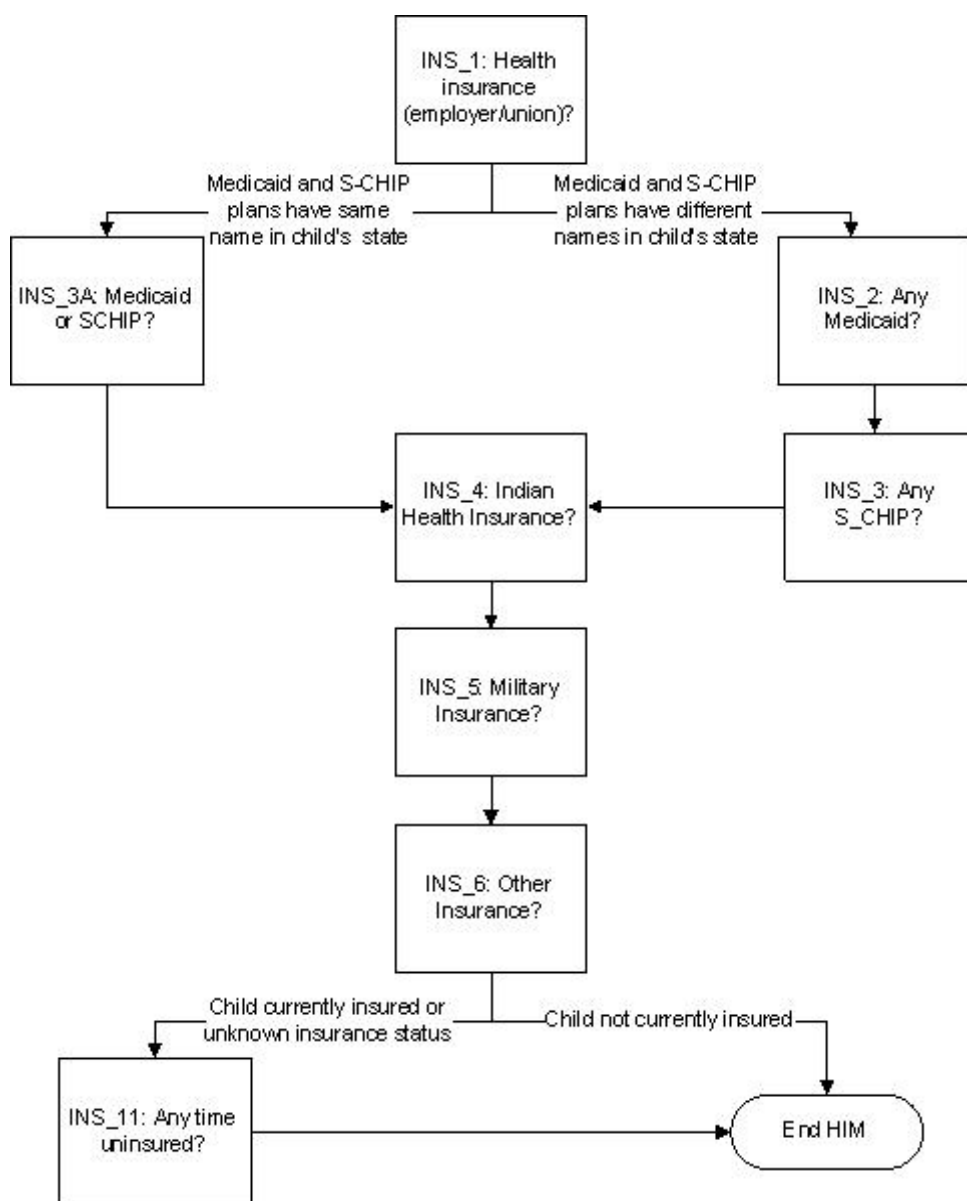 INS_1: Health
insurance
(employer/union)?
Medicaid and S-CHIP
plans have same
name in child's state
Medicaid and S-CHIP
plans have different
names in child's state
INS_3A: Medicaid
or SCHIP?
INS_2: Any
Medicaid?
INS_4: Indian
Health Insurance?
INS_3: Any
S_CHIP?
INS_5: Military
Insurance?
INS_6: Other
Insurance?
Child currently insured or
unknown insurance status
Child not currently insured
INS_11: Any time
uninsured?
End HIM